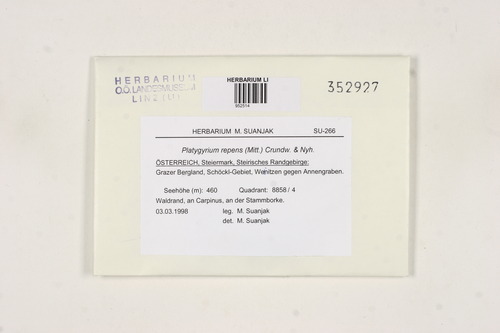 HERBARIUM
O.Ö. LANDESMUSEUM
LINZ (LI)
HERBARIUM LI
352927
HERBARIUM M. SUANJAK SU-266
Platygyrium repens (Mitt.) Crundw. & Nyh.
ÖSTERREICH, Steiermark, Steirisches Randgebirge:
Grazer Bergland, Schöckl-Gebiet, Wenitzen gegen Annengraben.
Seehöhe (m): 460 Quadrant: 8858 / 4
Waldrand, an Carpinus, an der Stammborke.
03.03.1998 leg. M. Suanjak
det. M. Suanjak